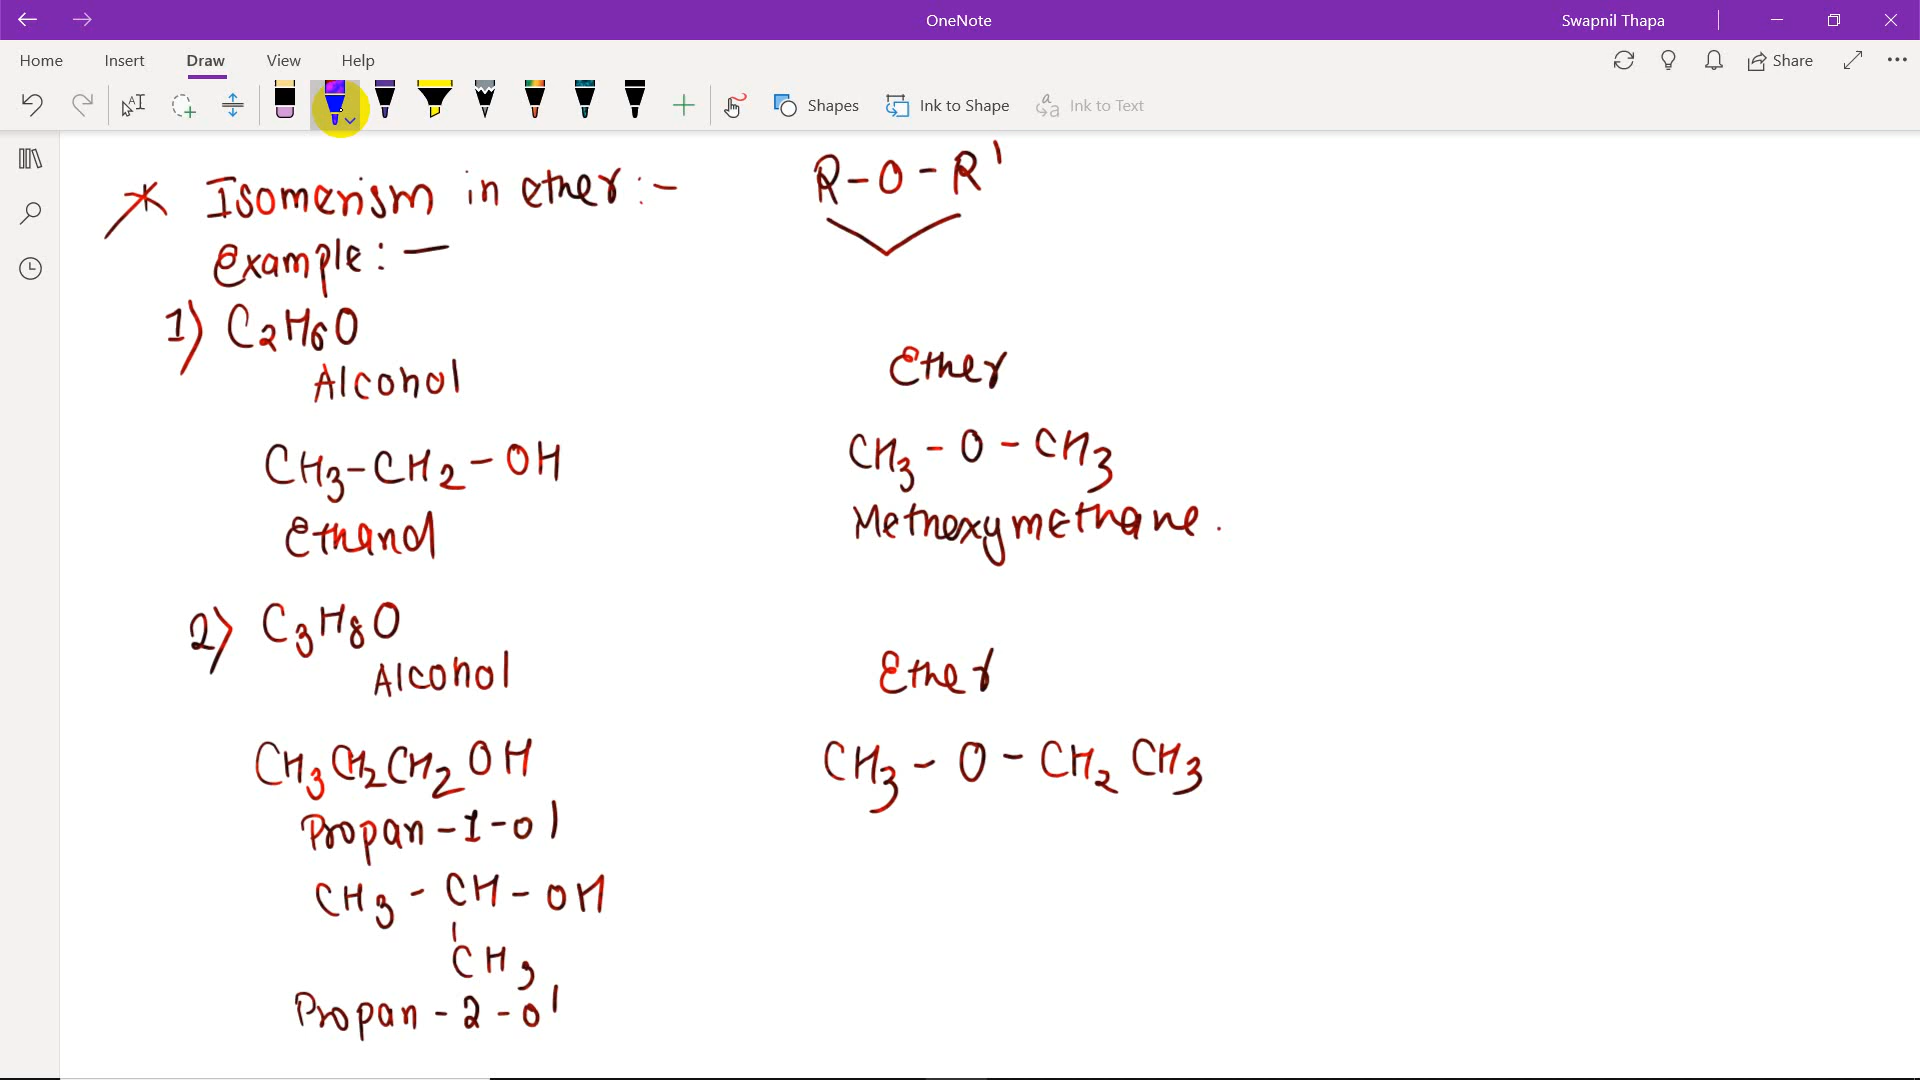 OneNote
Swapnil Thapa
Home Insert Draw View Help
Share
Shapes Ink to Shape Ink to Text
* Isomerism in ether :-
R-O-R'
Example : —
1) C2H6O
Alcohol
Ether
CH3-CH2-OH
CH3-O-CH3
Ethanol
Methoxymethane.
2) C3H8O
Alcohol
Ether
CH3CH2CH2OH
CH3-O-CH2CH3
Propan-1-ol
CH3-CH-OH
CH3
Propan-2-ol